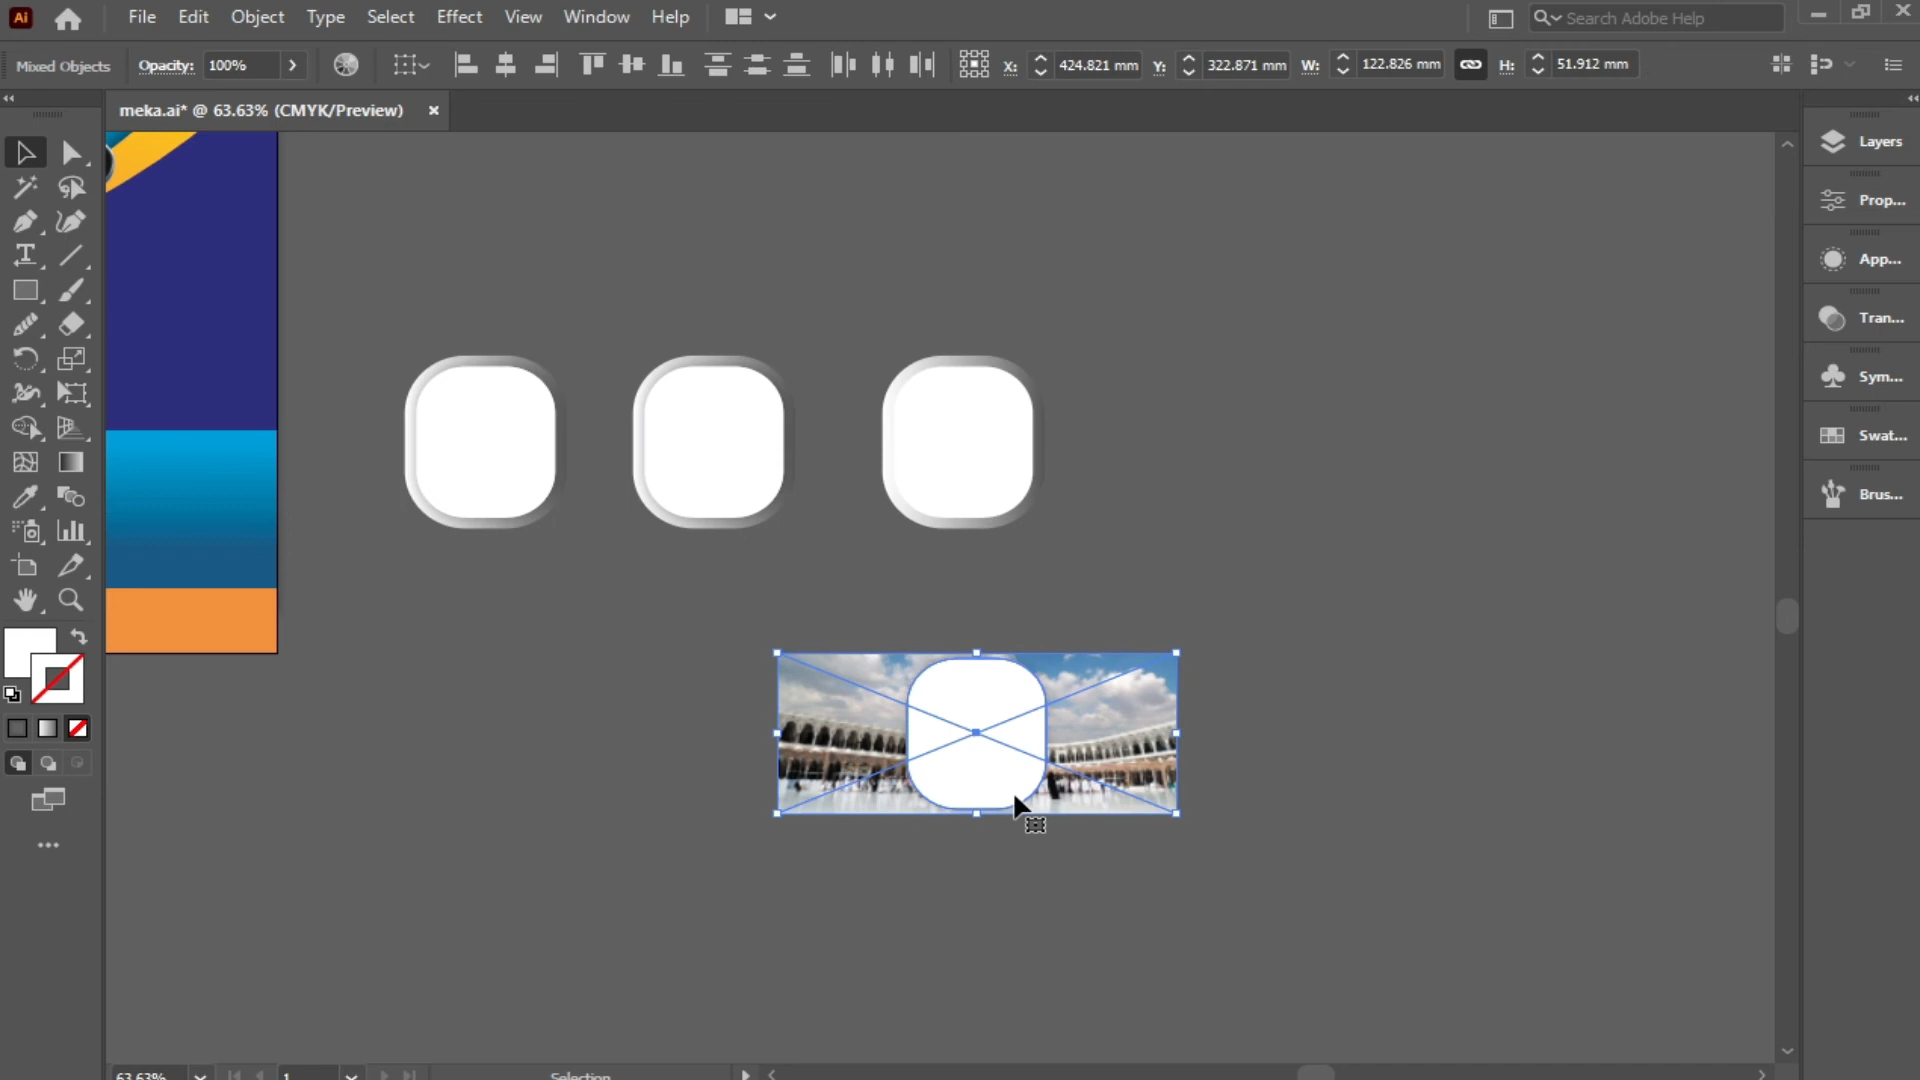 Ai File Edit Object Type Select Effect View Window Help Search Adobe Help
Mixed Objects Opacity: 100% X: 424.821 mm Y: 322.871 mm W: 122.826 mm H: 51.912 mm
meka.ai* @ 63.63% (CMYK/Preview)
Layers
Prop...
App...
Tran...
Sym...
Swat...
Brus...
63.63% 1 Selection